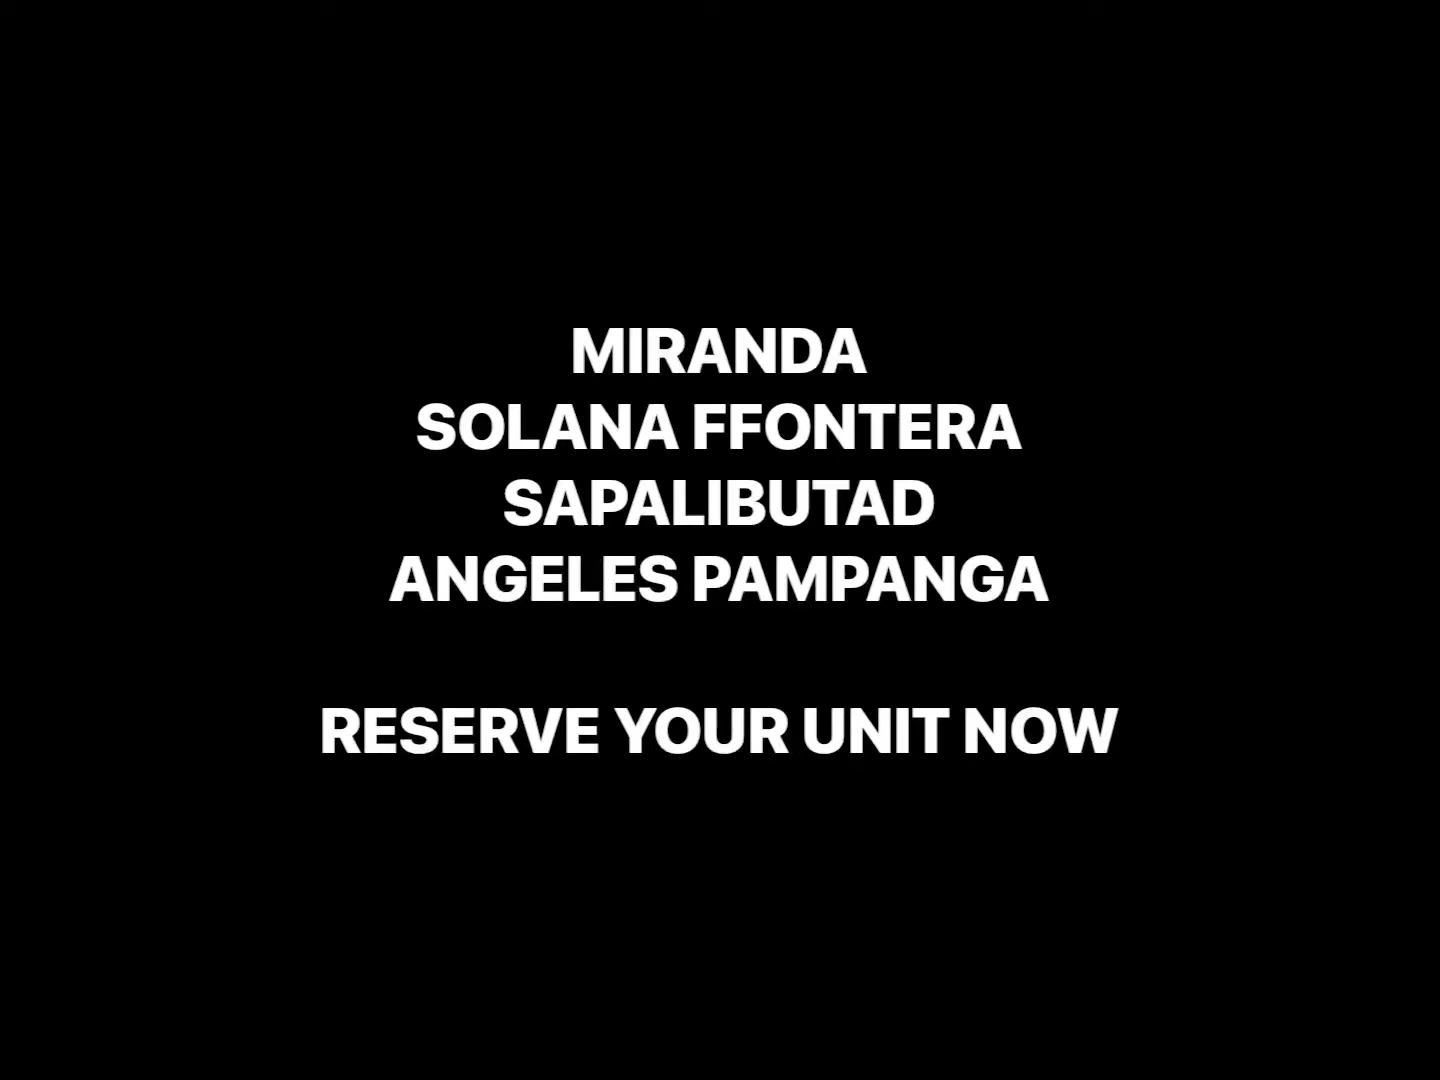 MIRANDA
SOLANA FFONTERA
SAPALIBUTAD
ANGELES PAMPANGA
RESERVE YOUR UNIT NOW